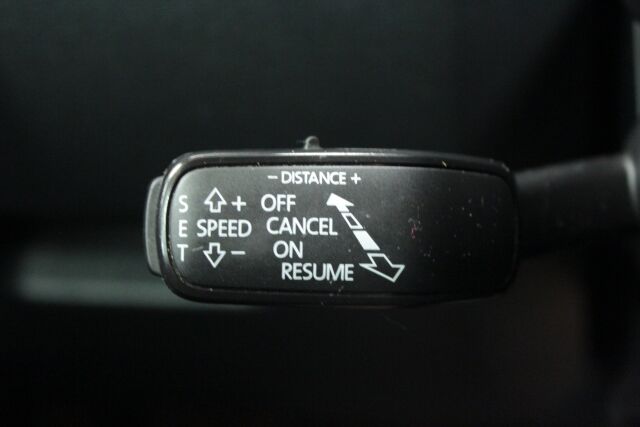 - DISTANCE +
S + OFF
E SPEED CANCEL
T - ON
RESUME